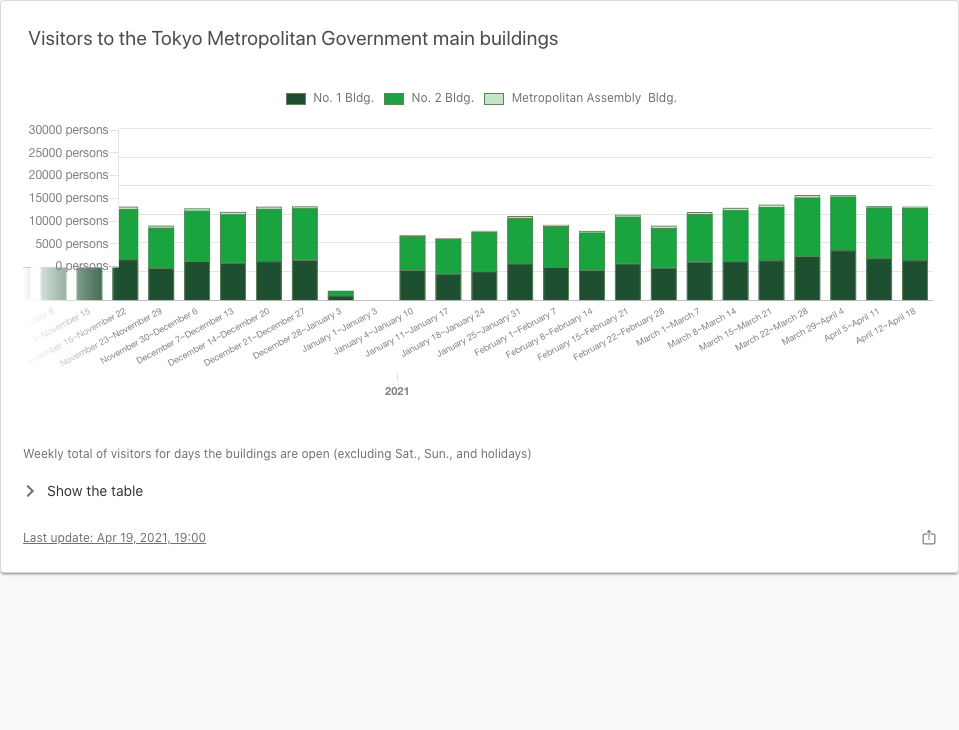 Visitors to the Tokyo Metropolitan Government main buildings
No. 1 Bldg. No. 2 Bldg. Metropolitan Assembly Bldg.
30000 persons
25000 persons
20000 persons
15000 persons
10000 persons
5000 persons
0 persons
November 15
November 16~November 22
November 23~November 29
November 30~December 6
December 7~December 13
December 14~December 20
December 21~December 27
December 28~January 3
January 1~January 3
January 4~January 10
January 11~January 17
January 18~January 24
January 25~January 31
February 1~February 7
February 8~February 14
February 15~February 21
February 22~February 28
March 1~March 7
March 8~March 14
March 15~March 21
March 22~March 28
March 29~April 4
April 5~April 11
April 12~April 18
2021
Weekly total of visitors for days the buildings are open (excluding Sat., Sun., and holidays)
Show the table
Last update: Apr 19, 2021, 19:00